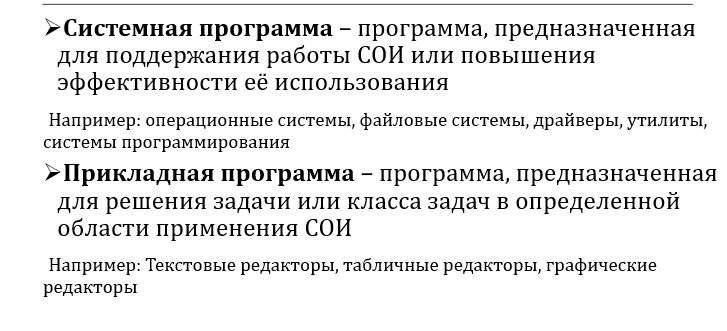 ➢Системная программа – программа, предназначенная
для поддержания работы СОИ или повышения
эффективности её использования
Например: операционные системы, файловые системы, драйверы, утилиты,
системы программирования
➢Прикладная программа – программа, предназначенная
для решения задачи или класса задач в определенной
области применения СОИ
Например: Текстовые редакторы, табличные редакторы, графические
редакторы